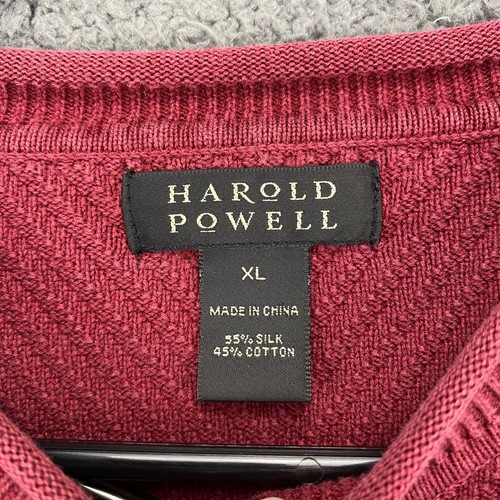 HAROLD
POWELL
XL
MADE IN CHINA
55% SILK
45% COTTON